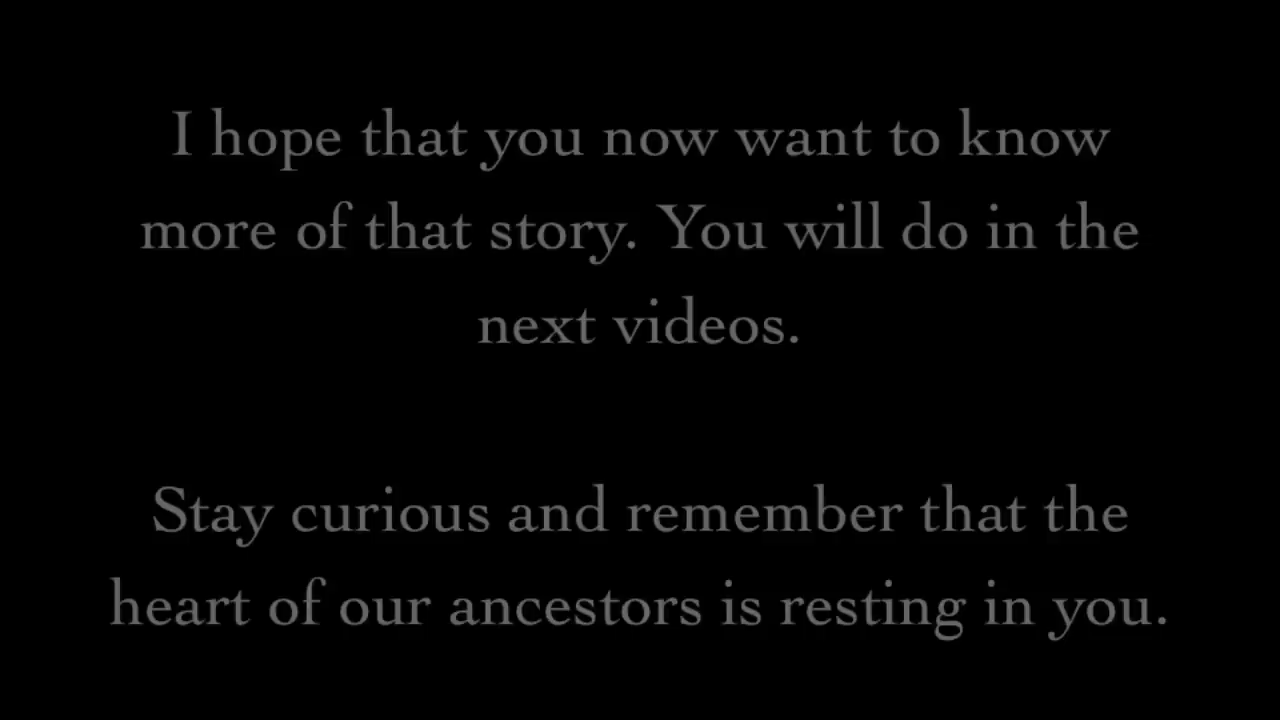 I hope that you now want to know
more of that story. You will do in the
next videos.
Stay curious and remember that the
heart of our ancestors is resting in you.